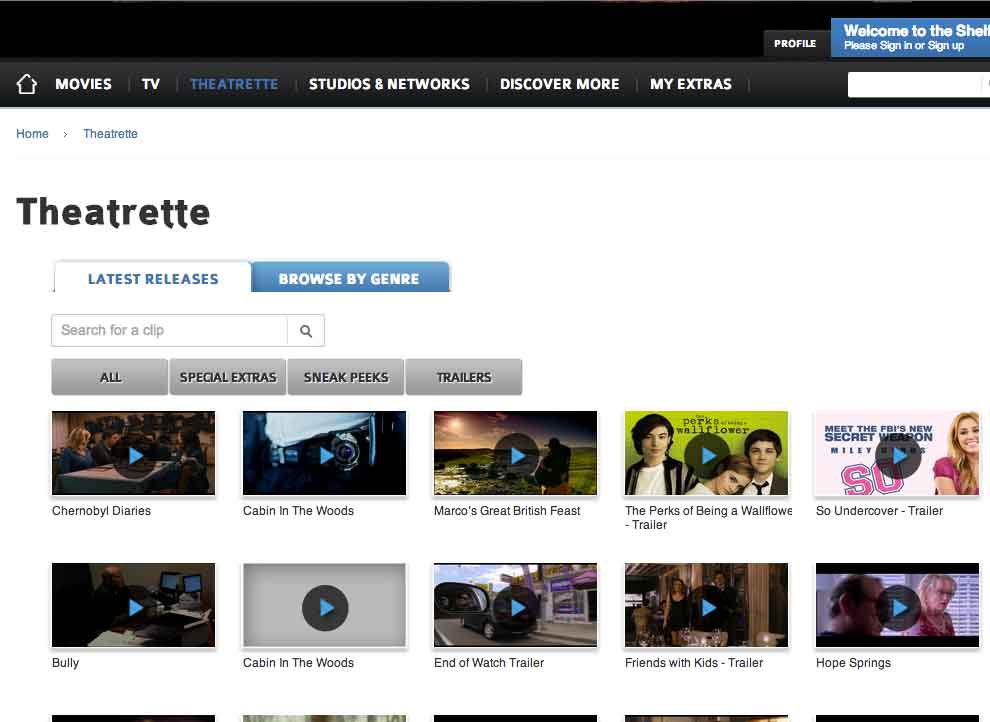 Welcome to the Shelf
PROFILE
Please Sign in or Sign up
MOVIES
TV
THEATRETTE
STUDIOS & NETWORKS
DISCOVER MORE
MY EXTRAS
Home › Theatrette
Theatrette
LATEST RELEASES
BROWSE BY GENRE
Search for a clip
ALL
SPECIAL EXTRAS
SNEAK PEEKS
TRAILERS
the perks of being a
wallflower
MEET THE FBI'S NEW
SECRET WEAPON
MILEY
SO
Chernobyl Diaries
Cabin In The Woods
Marco's Great British Feast
The Perks of Being a Wallflowe
- Trailer
So Undercover - Trailer
Bully
Cabin In The Woods
End of Watch Trailer
Friends with Kids - Trailer
Hope Springs